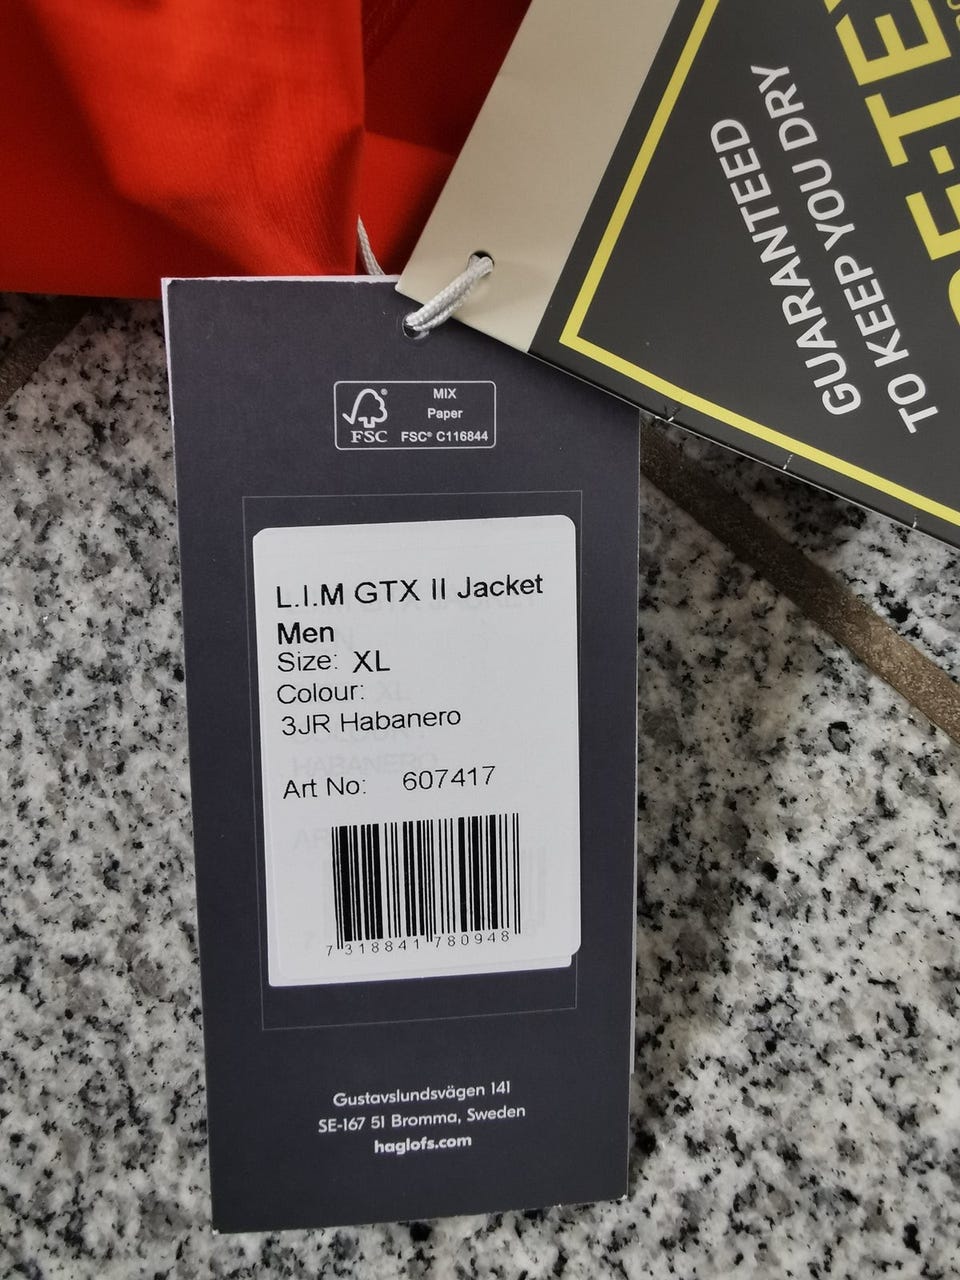 GUARANTEED
TO KEEP YOU DRY
MIX
Paper
FSC® C116844
FSC
L.I.M GTX II Jacket
Men
Size: XL
Colour:
3JR Habanero
Art No: 607417
7 318841 780948
Gustavslundsvägen 141
SE-167 51 Bromma, Sweden
haglofs.com